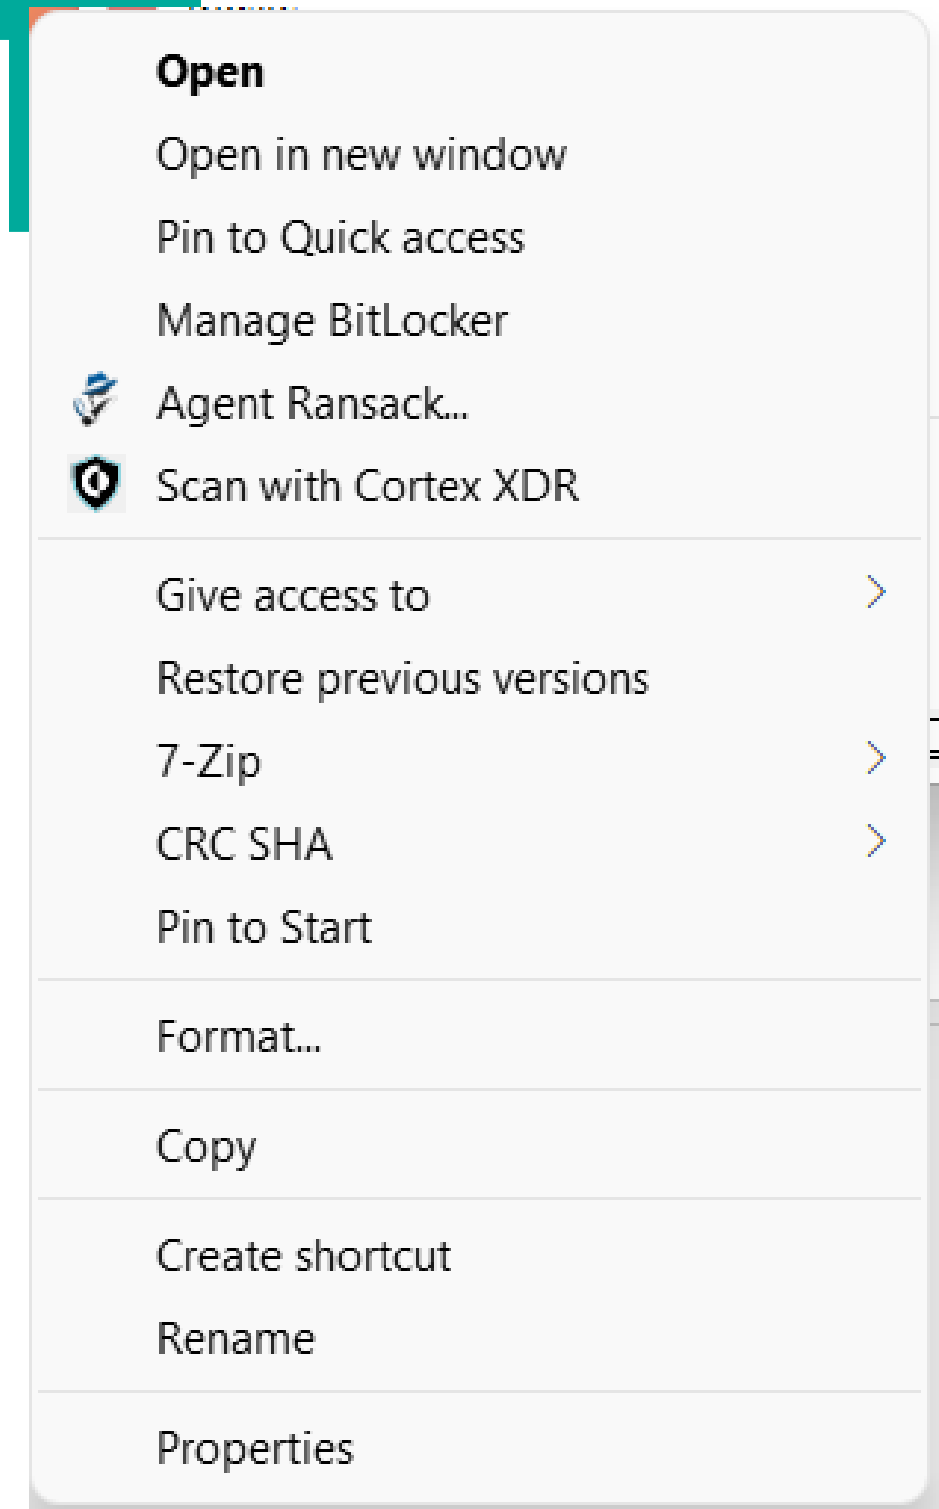 Open
Open in new window
Pin to Quick access
Manage BitLocker
Agent Ransack...
Scan with Cortex XDR
Give access to
Restore previous versions
7-Zip
CRC SHA
Pin to Start
Format...
Copy
Create shortcut
Rename
Properties